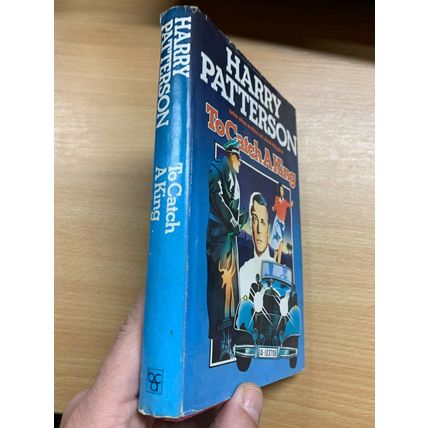 HARRY
PATTERSON
To Catch
A King
HARRY
PATTERSON
To Catch A King